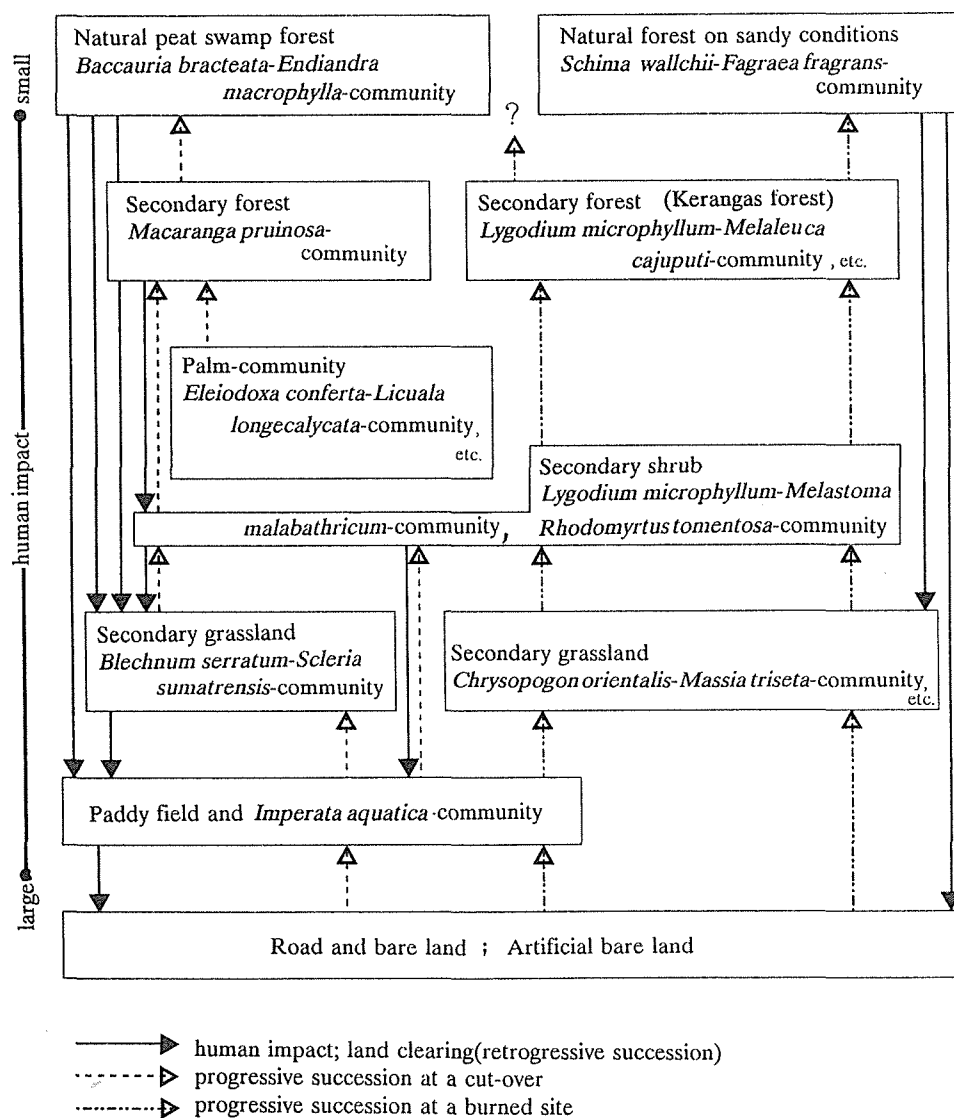 Natural peat swamp forest
Baccauria bracteata-Endiandra
macrophylla-community
Natural forest on sandy conditions
Schima wallchii-Fagraea fragrans-
community
small
human impact
large
?
Secondary forest
Macaranga pruinosa-
community
Secondary forest (Kerangas forest)
Lygodium microphyllum-Melaleuca
cajuputi-community , etc.
Palm-community
Eleiodoxa conferta-Licuala
longecalycata-community,
etc.
Secondary shrub
Lygodium microphyllum-Melastoma
malabathricum-community, Rhodomyrtus tomentosa-community
Secondary grassland
Blechnum serratum-Scleria
sumatrensis-community
Secondary grassland
Chrysopogon orientalis-Massia triseta-community,
etc.
Paddy field and Imperata aquatica-community
Road and bare land ; Artificial bare land
human impact; land clearing(retrogressive succession)
progressive succession at a cut-over
progressive succession at a burned site